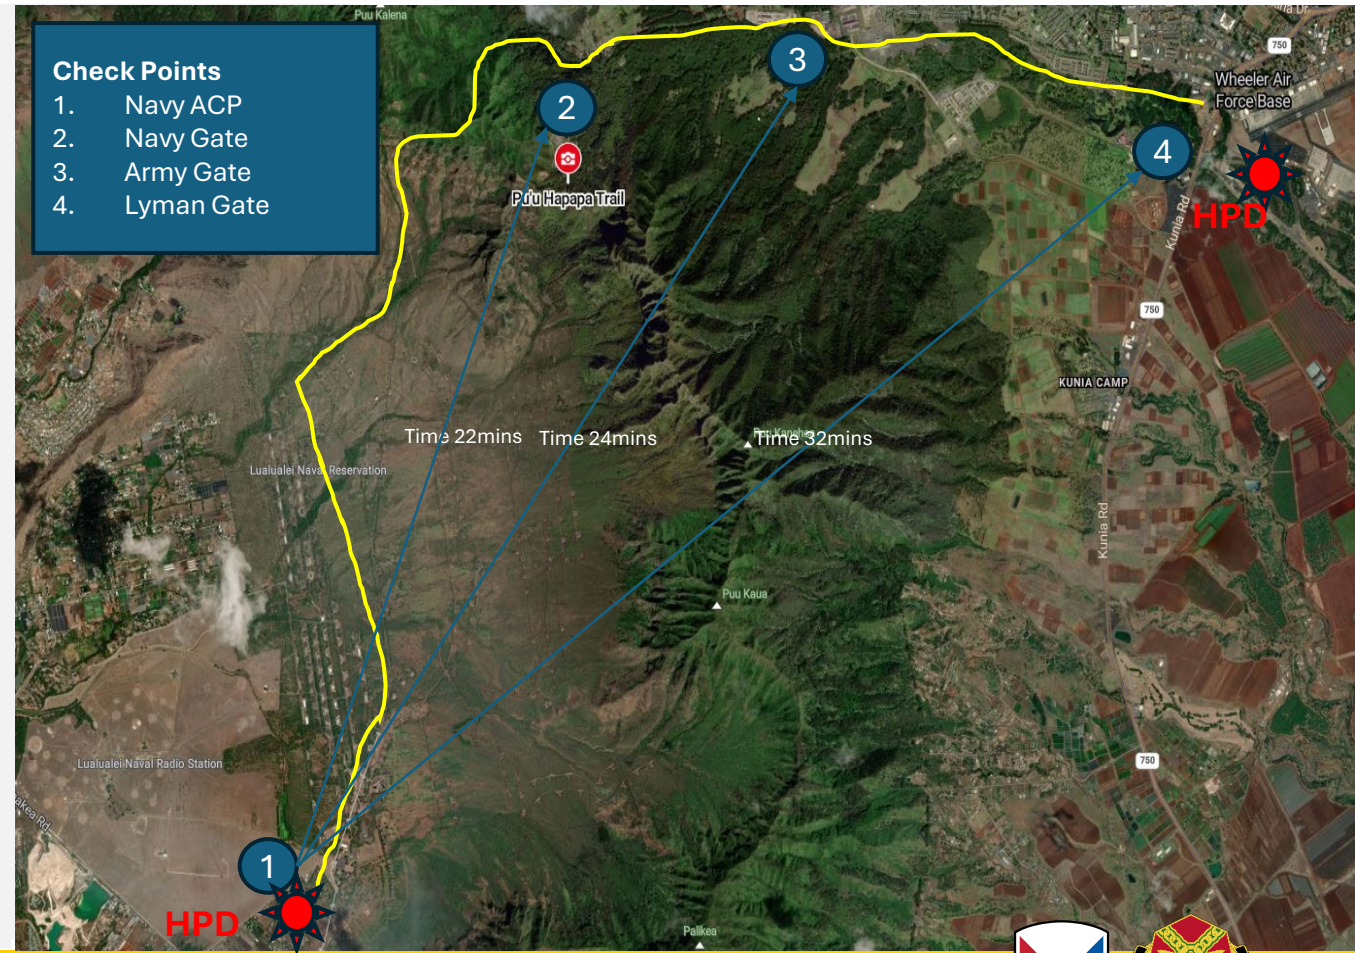 Puu Kalena
Check Points
1. Navy ACP
2. Navy Gate
3. Army Gate
4. Lyman Gate
750
3
Wheeler Air
Force Base
2
4
Pu'u Hapapa Trail
Kunia Rd
HPD
750
KUNIA CAMP
Time 22mins
Time 24mins
Time 32mins
Lualualei Naval Reservation
Kunia Rd
Puu Kaua
750
Lualualei Naval Radio Station
1
HPD
Palikea